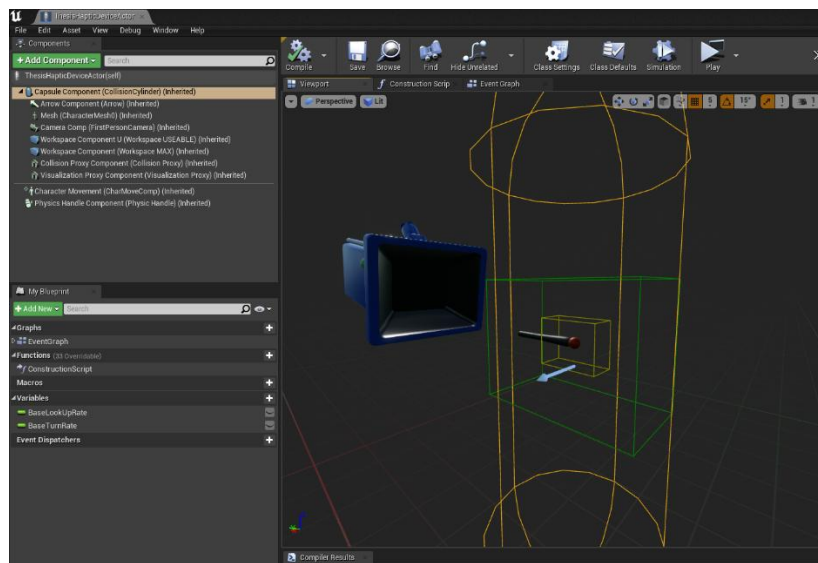 ThesisHapticDeviceActor
File Edit Asset View Debug Window Help
Components
+ Add Component Search
ThesisHapticDeviceActor(self)
Capsule Component (CollisionCylinder) (Inherited)
Arrow Component (Arrow) (Inherited)
Mesh (CharacterMesh0) (Inherited)
Camera Comp (FirstPersonCamera) (Inherited)
Workspace Component U (Workspace USEABLE) (Inherited)
Workspace Component (Workspace MAX) (Inherited)
Collision Proxy Component (Collision Proxy) (Inherited)
Visualization Proxy Component (Visualization Proxy) (Inherited)
Character Movement (CharMoveComp) (Inherited)
Physics Handle Component (Physic Handle) (Inherited)
My Blueprint
+ Add New Search
Graphs
EventGraph
Functions (33 Overridable)
ConstructionScript
Macros
Variables
BaseLookUpRate
BaseTurnRate
Event Dispatchers
Compile Save Browse Find Hide Unrelated Class Settings Class Defaults Simulation Play
Viewport Construction Scrip Event Graph
Perspective Lit 5 15° 1 1
Compiler Results